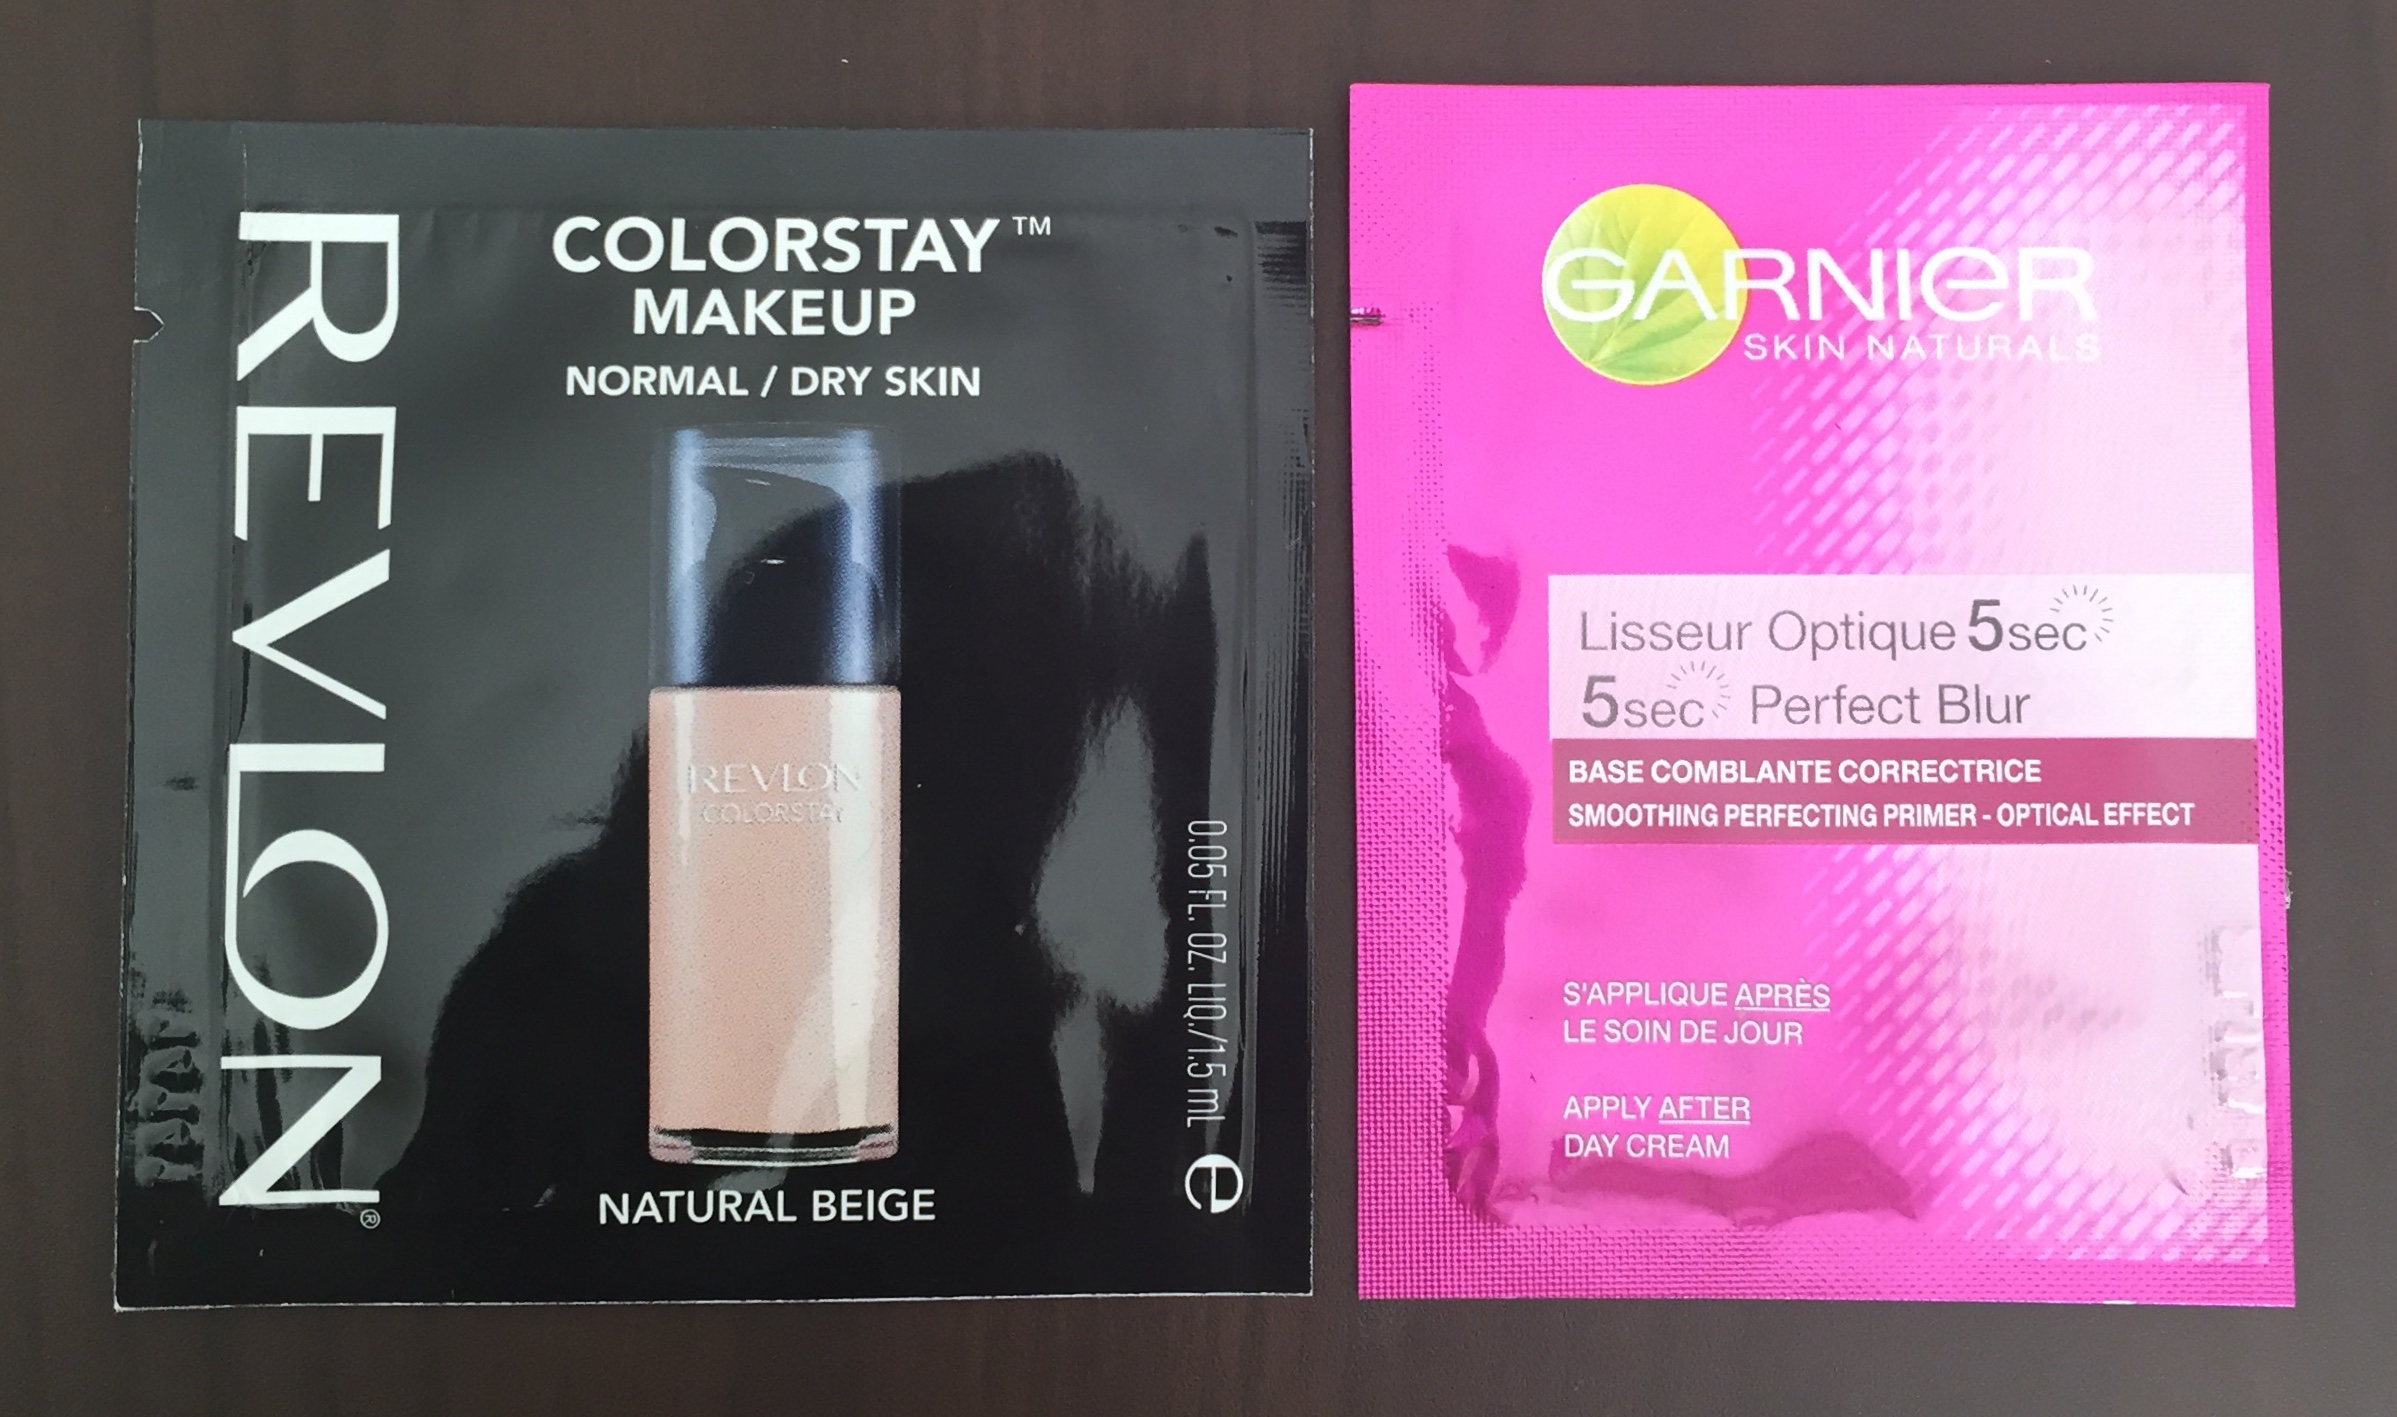 REVLON®
COLORSTAY™
MAKEUP
NORMAL / DRY SKIN
REVLON
COLORSTAY
NATURAL BEIGE
0.05 FL. OZ. LIQ./1.5 ml e
GARNIER
SKIN NATURALS
Lisseur Optique 5sec
5sec Perfect Blur
BASE COMBLANTE CORRECTRICE
SMOOTHING PERFECTING PRIMER - OPTICAL EFFECT
S'APPLIQUE APRÈS
LE SOIN DE JOUR
APPLY AFTER
DAY CREAM